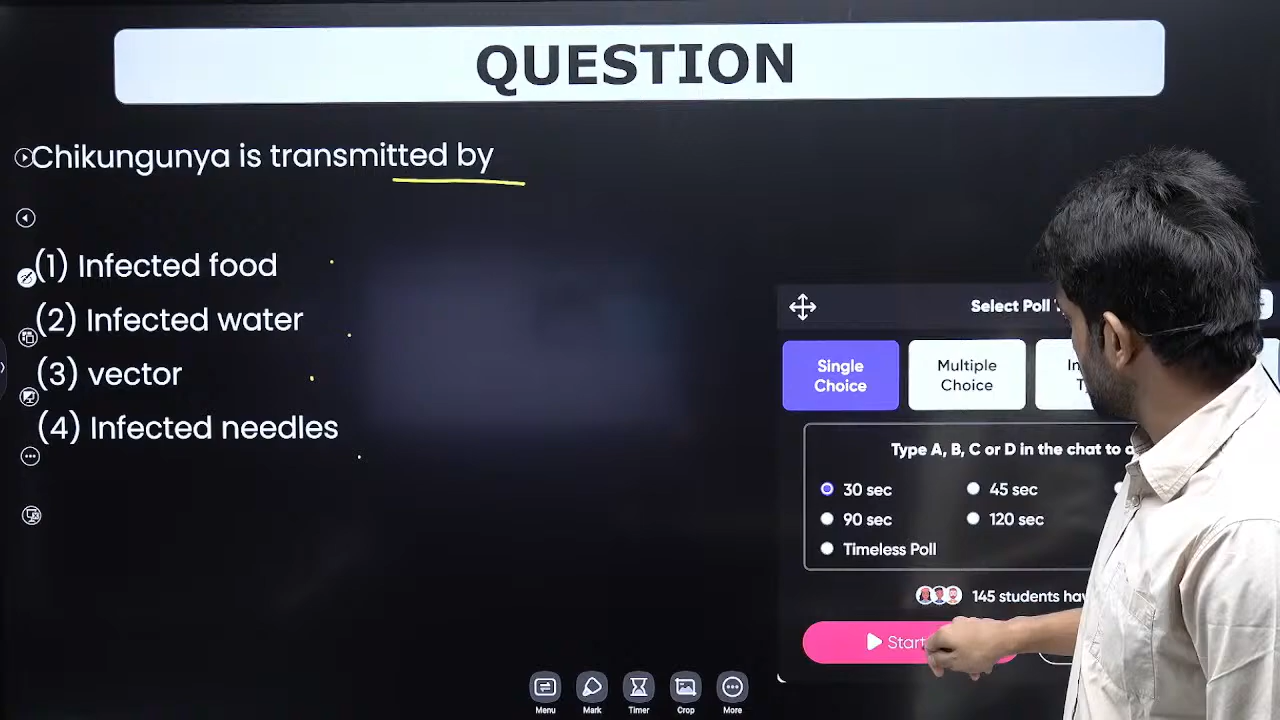 QUESTION
Chikungunya is transmitted by
(1) Infected food
(2) Infected water
(3) vector
(4) Infected needles
Select Poll
Single Choice
Multiple Choice
Type A, B, C or D in the chat to
30 sec
45 sec
90 sec
120 sec
Timeless Poll
145 students
Start
Menu
Mark
Timer
Crop
More